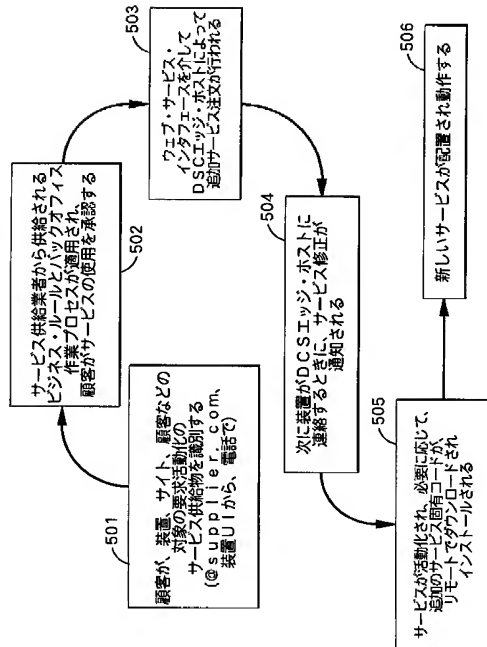 501
顧客が、装置、サイト、顧客などの
対象の要求活動化の
サービス供給物を識別する
(@supplier.com、
装置UIから、電話で)
サービス供給業者から供給される
ビジネス・ルールとバックオフィス
作業プロセスが適用され、
顧客がサービスの使用を承認する
502
503
ウェブ・サービス・
インタフェースを介して
DSCエッジ・ホストによって
追加サービス注文が行われる
504
次に装置がDCSエッジ・ホストに
連絡するときに、サービス修正が
通知される
505
サービスが活動化され、必要に応じて、
追加のサービス固有コードが、
リモートでダウンロードされ
インストールされる
506
新しいサービスが配置され動作する